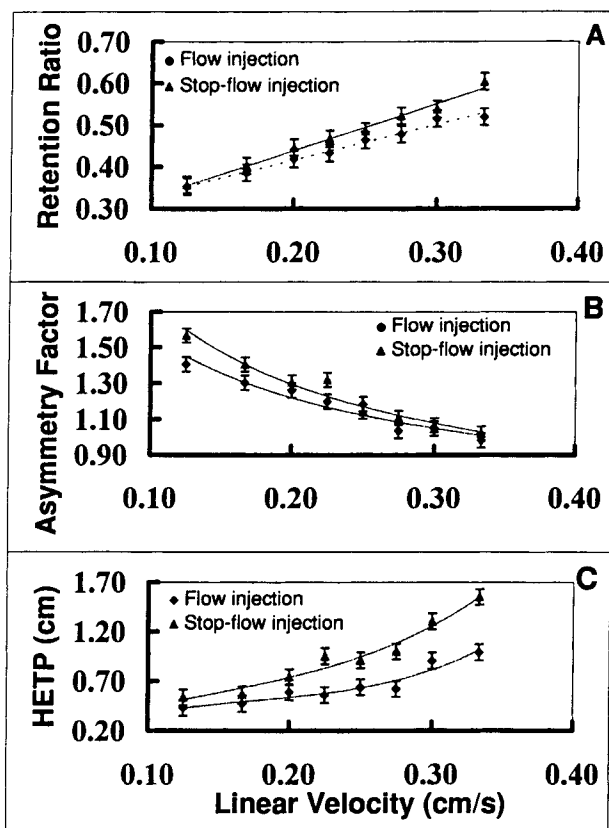 A
Retention Ratio
0.70
0.60
0.50
0.40
0.30
Flow injection
Stop-flow injection
0.10 0.20 0.30 0.40
B
Asymmetry Factor
1.70
1.50
1.30
1.10
0.90
Flow injection
Stop-flow injection
0.10 0.20 0.30 0.40
C
HETP (cm)
1.70
1.20
0.70
0.20
Flow injection
Stop-flow injection
0.10 0.20 0.30 0.40
Linear Velocity (cm/s)